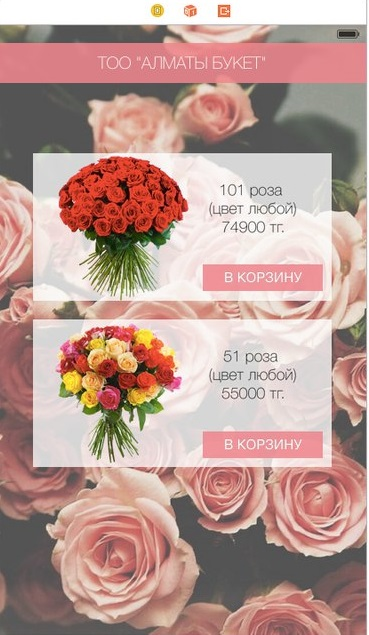 ТОО "АЛМАТЫ БУКЕТ"
101 роза
(цвет любой)
74900 тг.
В КОРЗИНУ
51 роза
(цвет любой)
55000 тг.
В КОРЗИНУ